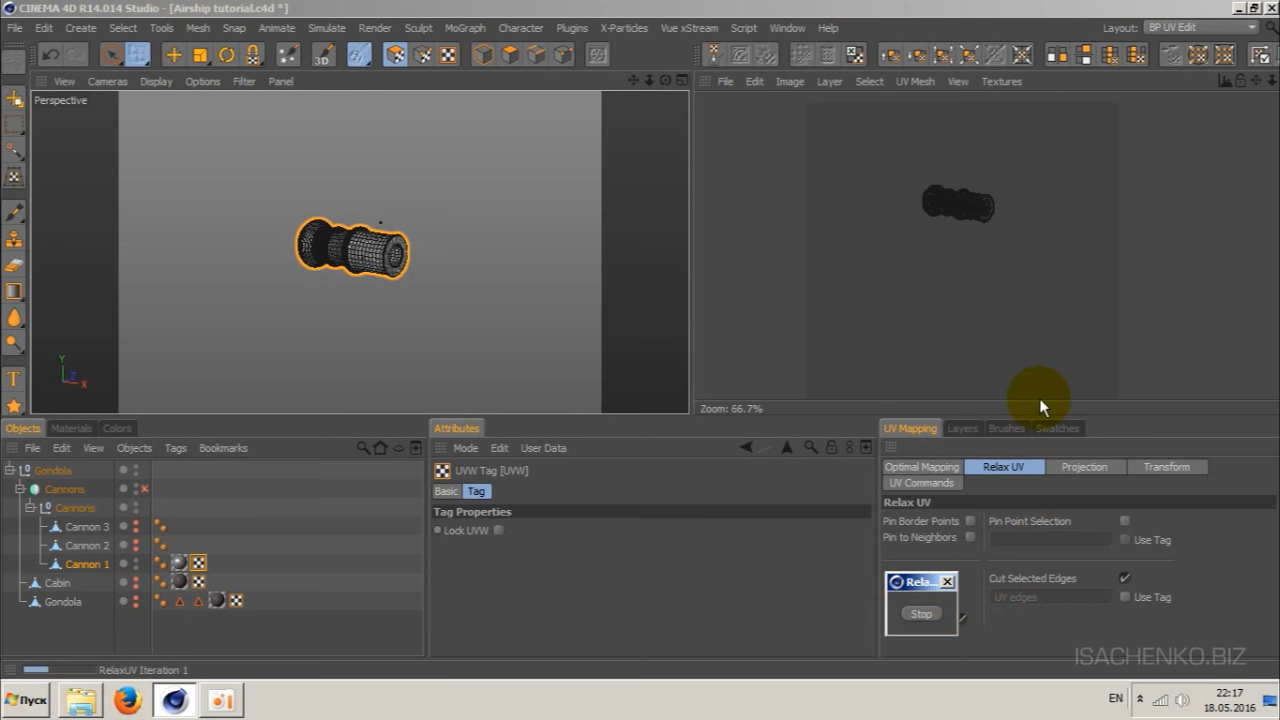 CINEMA 4D R14.014 Studio - [Airship tutorial.c4d *]
File Edit Create Select Tools Mesh Snap Animate Simulate Render Sculpt MoGraph Character Plugins X-Particles Vue xStream Script Window Help Layout: BP UV Edit
3D
View Cameras Display Options Filter Panel
File Edit Image Layer Select UV Mesh View Textures
Perspective
Y
Z
X
Zoom: 66.7%
Objects Materials Colors
File Edit View Objects Tags Bookmarks
Gondola
Cannons
Cannons
Cannon 3
Cannon 2
Cannon 1
Cabin
Gondola
Attributes
Mode Edit User Data
UVW Tag [UVW]
Basic Tag
Tag Properties
Lock UVW
UV Mapping Layers Brushes Swatches
Optimal Mapping Relax UV Projection Transform
UV Commands
Relax UV
Pin Border Points Pin Point Selection
Pin to Neighbors Use Tag
Cut Selected Edges
UV edges Use Tag
Rela...
Stop
RelaxUV Iteration 1
ISACHENKO.BIZ
Пуск
EN
22:17
18.05.2016